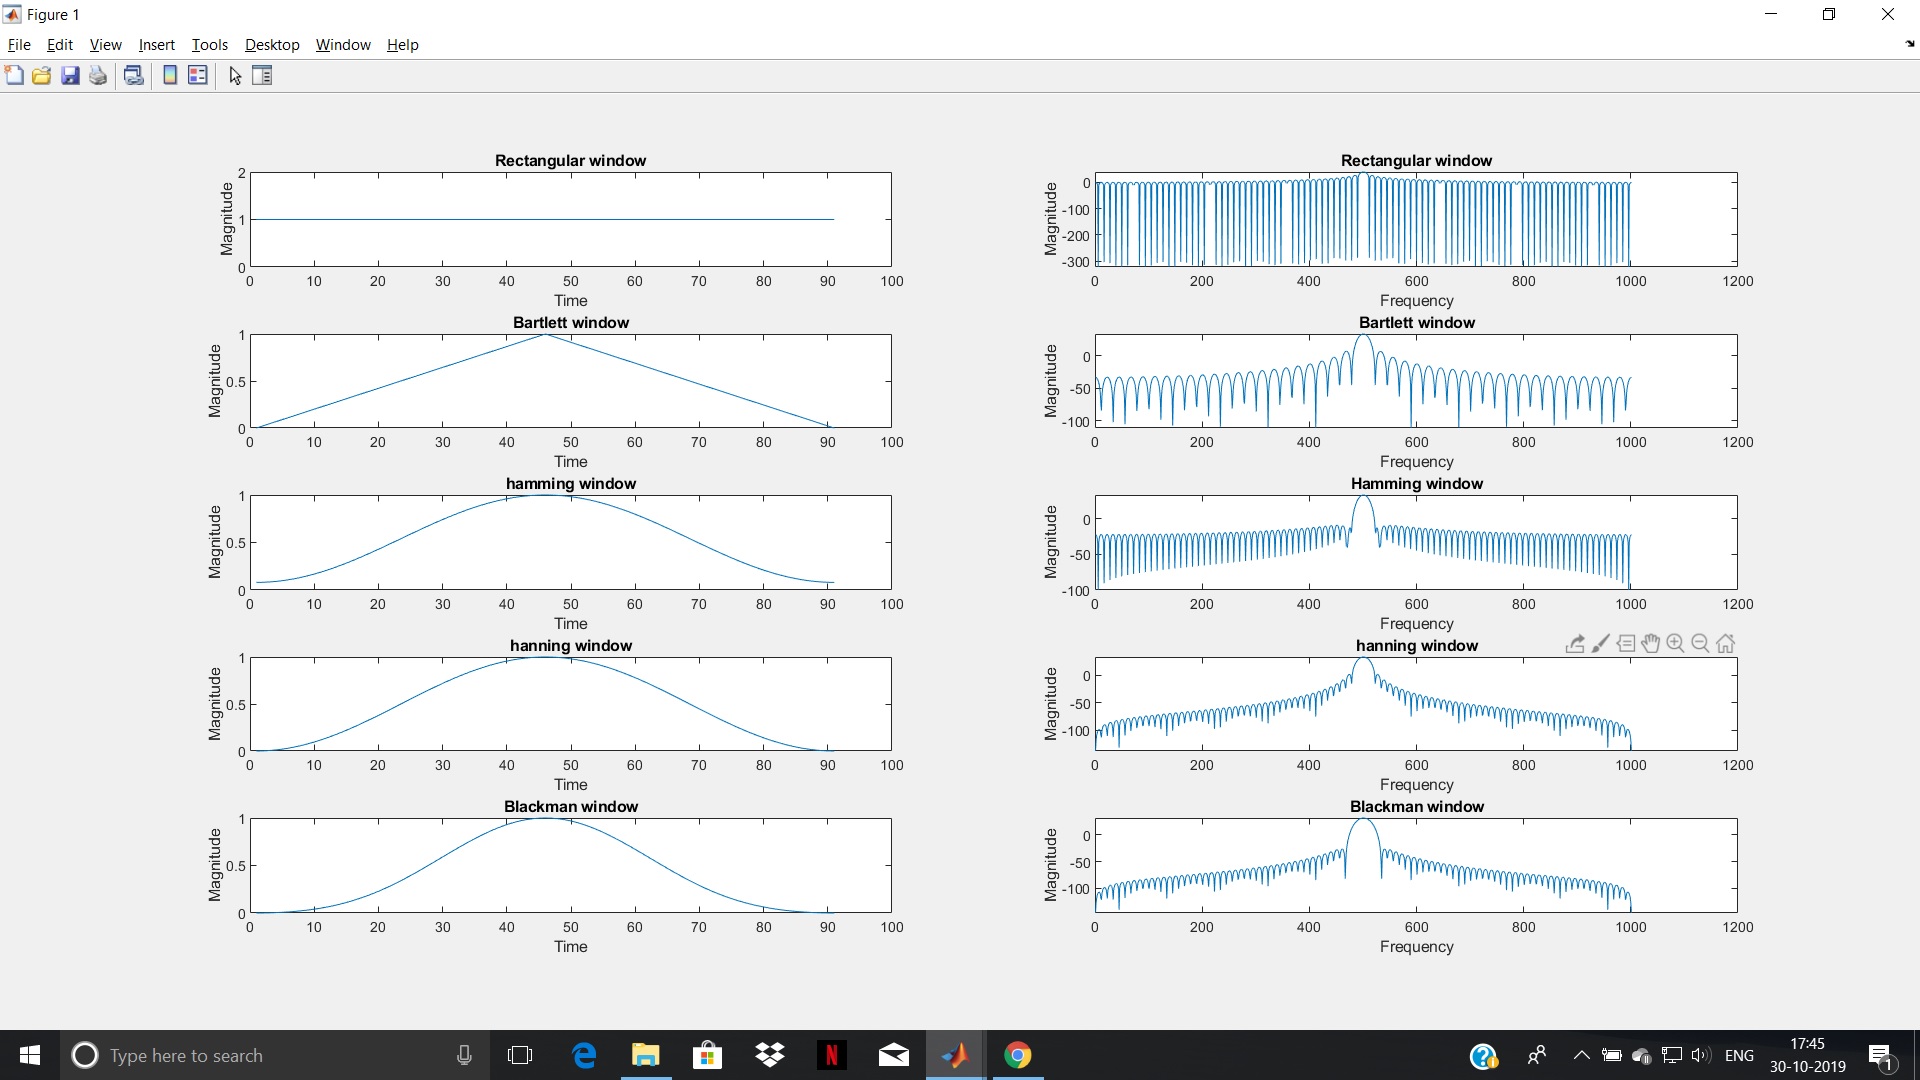 Figure 1
File Edit View Insert Tools Desktop Window Help
Rectangular window
Magnitude
2
1
0
0 10 20 30 40 50 60 70 80 90 100
Time
Rectangular window
Magnitude
0
-100
-200
-300
0 200 400 600 800 1000 1200
Frequency
Bartlett window
Magnitude
1
0.5
0
0 10 20 30 40 50 60 70 80 90 100
Time
Bartlett window
Magnitude
0
-50
-100
0 200 400 600 800 1000 1200
Frequency
hamming window
Magnitude
1
0.5
0
0 10 20 30 40 50 60 70 80 90 100
Time
Hamming window
Magnitude
0
-50
-100
0 200 400 600 800 1000 1200
Frequency
hanning window
Magnitude
1
0.5
0
0 10 20 30 40 50 60 70 80 90 100
Time
hanning window
Magnitude
0
-50
-100
0 200 400 600 800 1000 1200
Frequency
Blackman window
Magnitude
1
0.5
0
0 10 20 30 40 50 60 70 80 90 100
Time
Blackman window
Magnitude
0
-50
-100
0 200 400 600 800 1000 1200
Frequency
Type here to search
ENG
17:45
30-10-2019
1